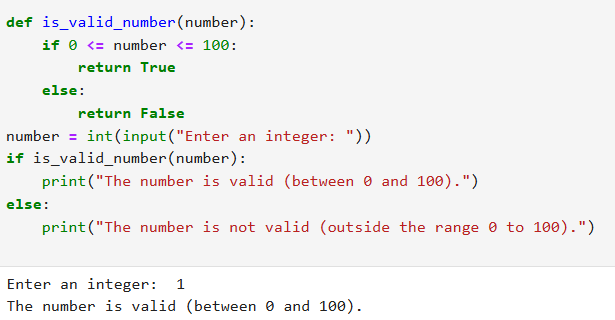 def is_valid_number(number):
    if 0 <= number <= 100:
        return True
    else:
        return False
number = int(input("Enter an integer: "))
if is_valid_number(number):
    print("The number is valid (between 0 and 100).")
else:
    print("The number is not valid (outside the range 0 to 100).")
Enter an integer:  1
The number is valid (between 0 and 100).